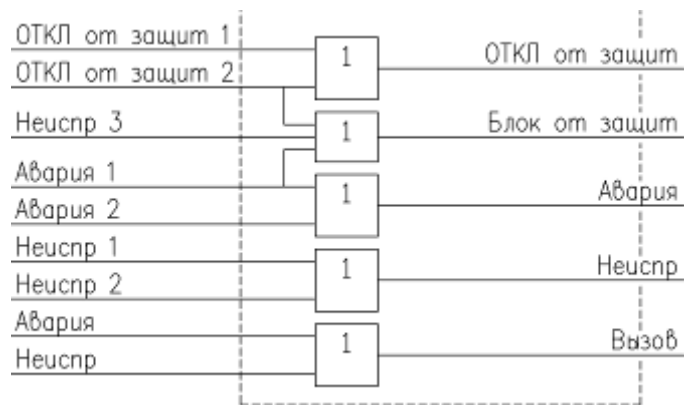 ОТКЛ от защит 1
ОТКЛ от защит 2
Неиспр 3
Авария 1
Авария 2
Неиспр 1
Неиспр 2
Авария
Неиспр
1
1
1
1
1
ОТКЛ от защит
Блок от защит
Авария
Неиспр
Вызов